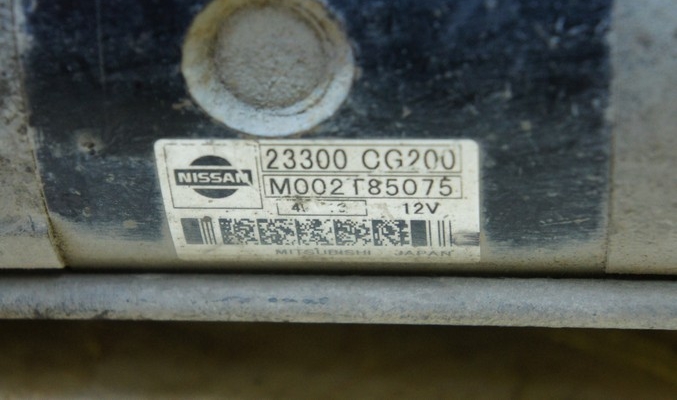 NISSAN
23300 CG200
M002T85075
12V
MITSUBISHI JAPAN